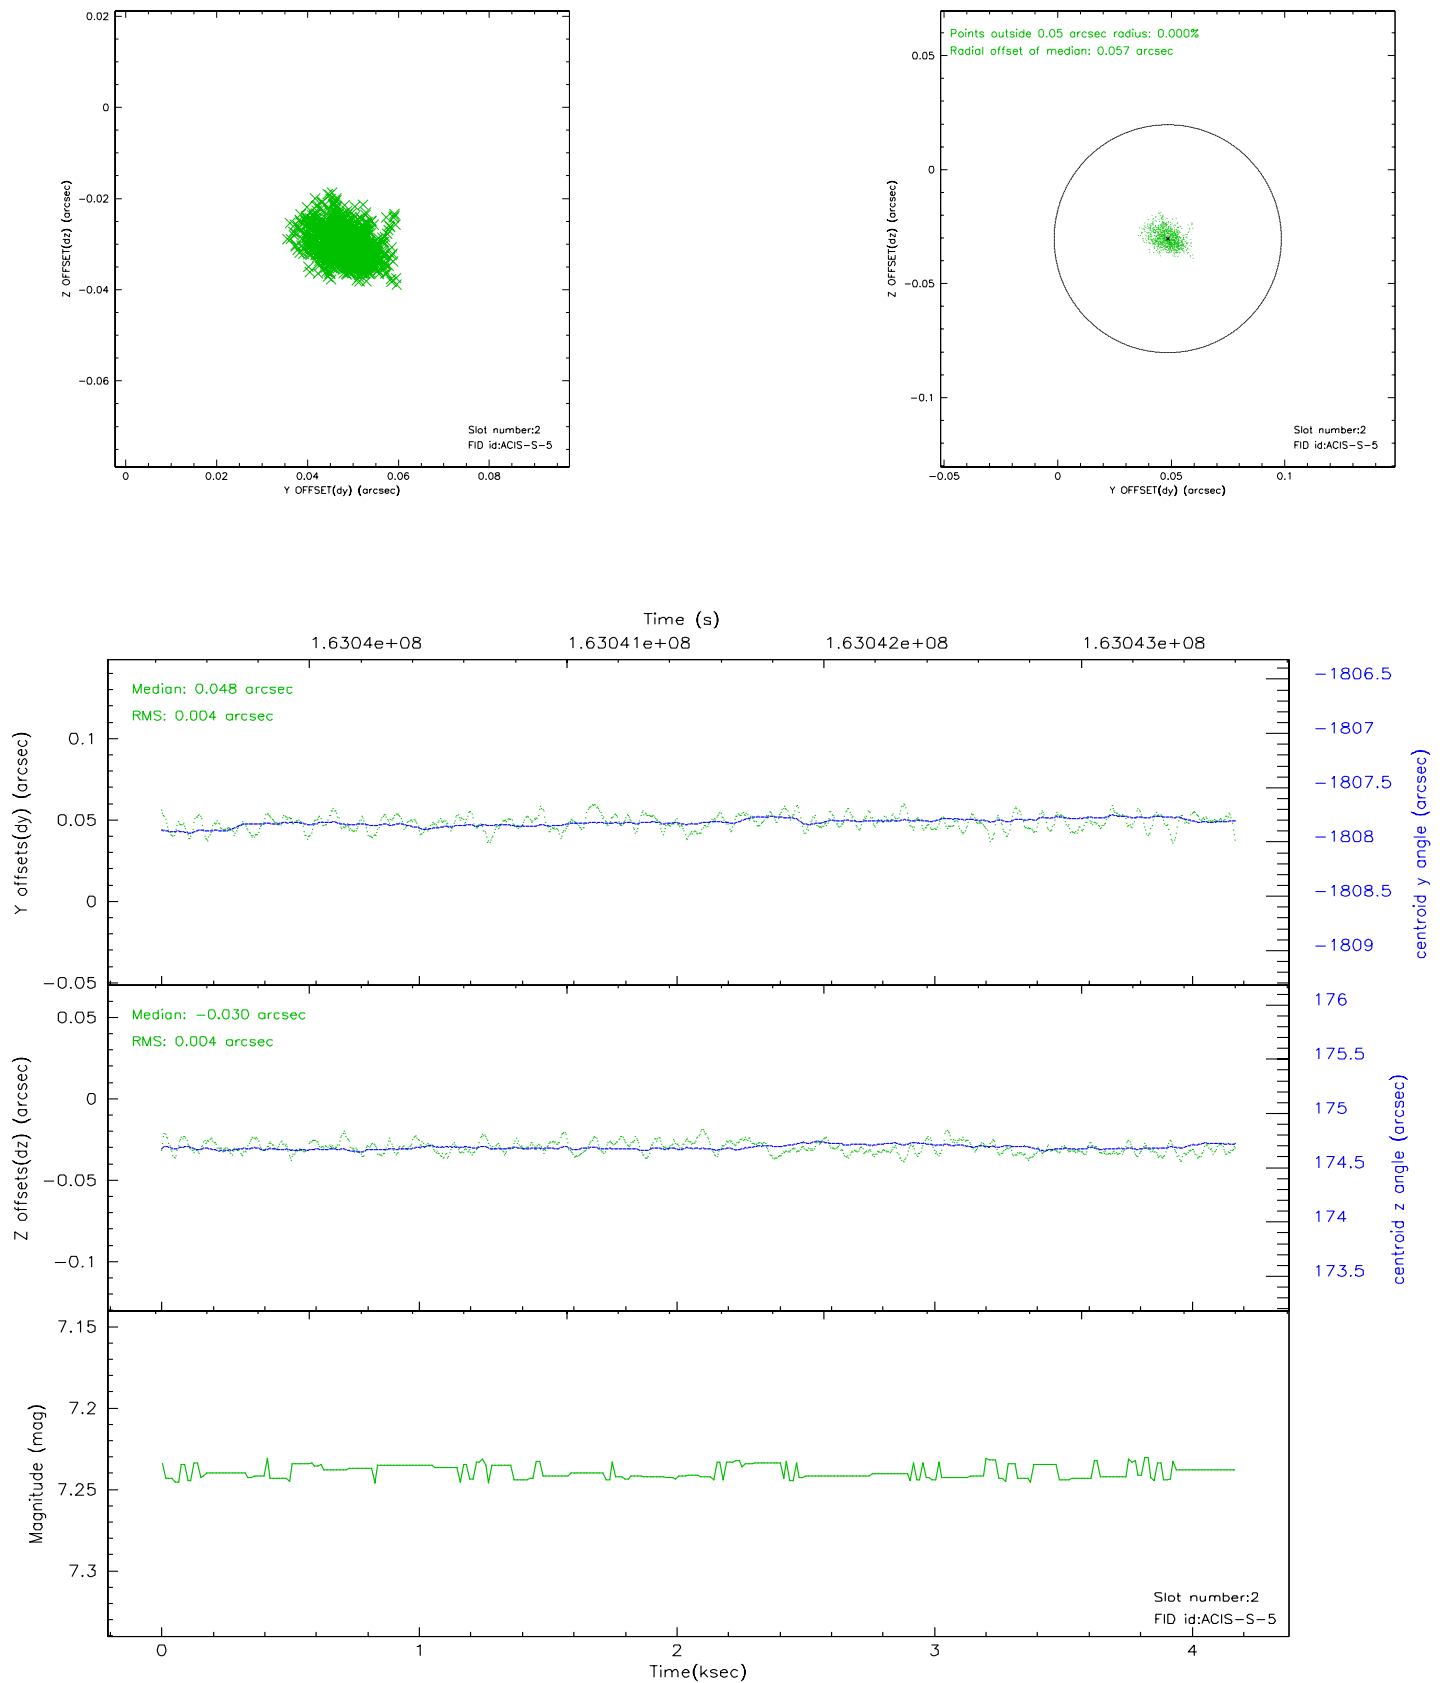 0.02
0
−0.02
−0.04
−0.06
Z OFFSET(dz) (arcsec)
Slot number:2
FID id:ACIS−S−5
0 0.02 0.04 0.06 0.08
Y OFFSET(dy) (arcsec)
Points outside 0.05 arcsec radius: 0.000%
Radial offset of median: 0.057 arcsec
0.05
0
−0.05
−0.1
Z OFFSET(dz) (arcsec)
Slot number:2
FID id:ACIS−S−5
−0.05 0 0.05 0.1
Y OFFSET(dy) (arcsec)
Time (s)
1.6304e+08 1.63041e+08 1.63042e+08 1.63043e+08
Median: 0.048 arcsec
RMS: 0.004 arcsec
0.1
0.05
0
−0.05
Y offsets(dy) (arcsec)
−1806.5
−1807
−1807.5
−1808
−1808.5
−1809
centroid y angle (arcsec)
Median: −0.030 arcsec
RMS: 0.004 arcsec
0.05
0
−0.05
−0.1
Z offsets(dz) (arcsec)
176
175.5
175
174.5
174
173.5
centroid z angle (arcsec)
7.15
7.2
7.25
7.3
Magnitude (mag)
Slot number:2
FID id:ACIS−S−5
0 1 2 3 4
Time(ksec)